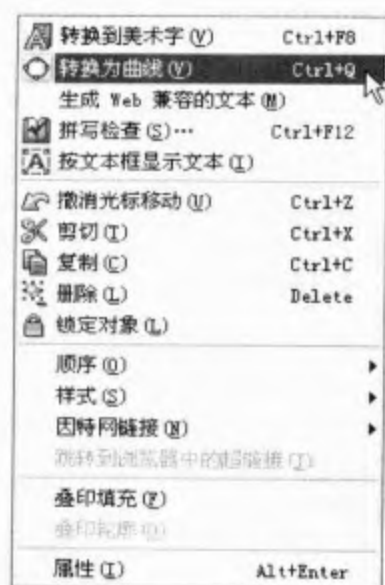 转换到美术字(V) Ctrl+F8
转换为曲线(V) Ctrl+Q
生成 Web 兼容的文本(M)
拼写检查(S)… Ctrl+F12
按文本框显示文本(I)
撤消光标移动(U) Ctrl+Z
剪切(T) Ctrl+X
复制(C) Ctrl+C
删除(L) Delete
锁定对象(L)
顺序(O)
样式(S)
因特网链接(N)
跳转到浏览器中的超链接(J)
叠印填充(F)
叠印轮廓(O)
属性(I) Alt+Enter